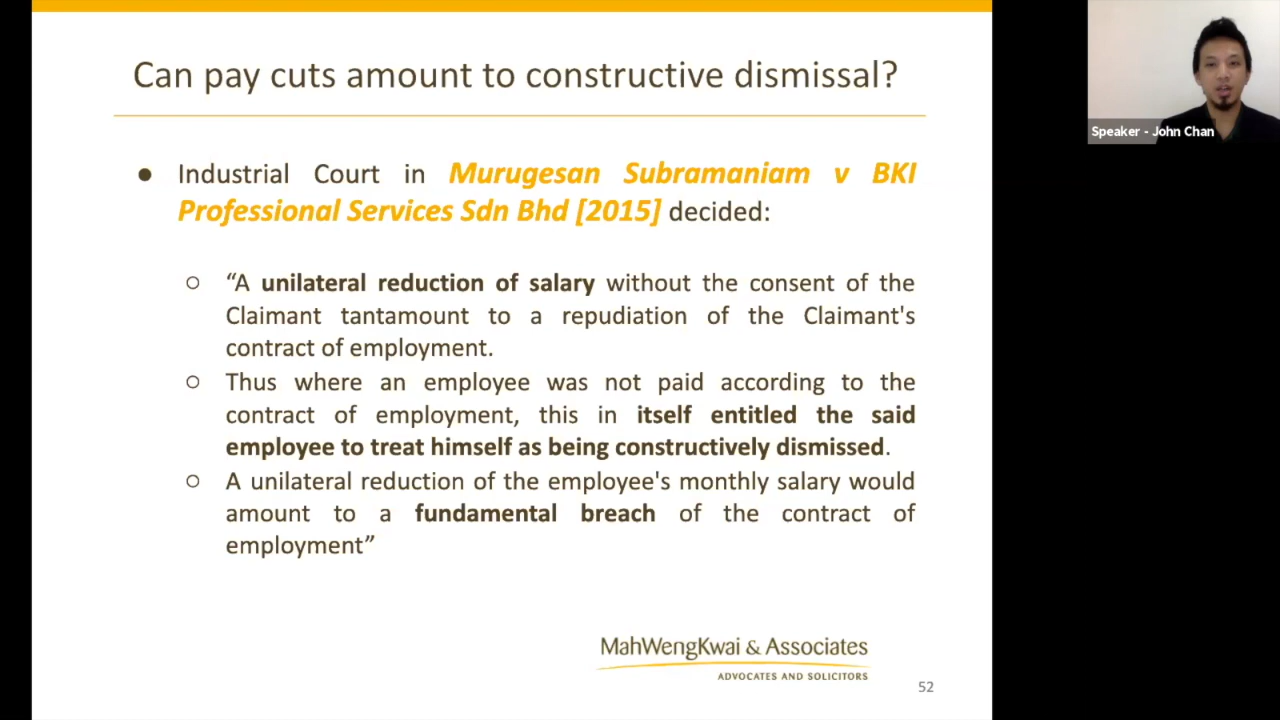 Can pay cuts amount to constructive dismissal?
● Industrial Court in Murugesan Subramaniam v BKI
Professional Services Sdn Bhd [2015] decided:
○ “A unilateral reduction of salary without the consent of the
Claimant tantamount to a repudiation of the Claimant's
contract of employment.
○ Thus where an employee was not paid according to the
contract of employment, this in itself entitled the said
employee to treat himself as being constructively dismissed.
○ A unilateral reduction of the employee's monthly salary would
amount to a fundamental breach of the contract of
employment”
MahWengKwai & Associates
ADVOCATES AND SOLICITORS
52
Speaker - John Chan